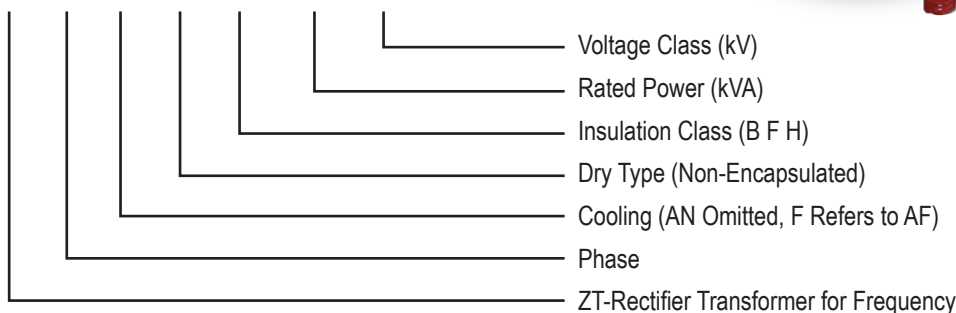 Voltage Class (kV)
Rated Power (kVA)
Insulation Class (B F H)
Dry Type (Non-Encapsulated)
Cooling (AN Omitted, F Refers to AF)
Phase
ZT-Rectifier Transformer for Frequency